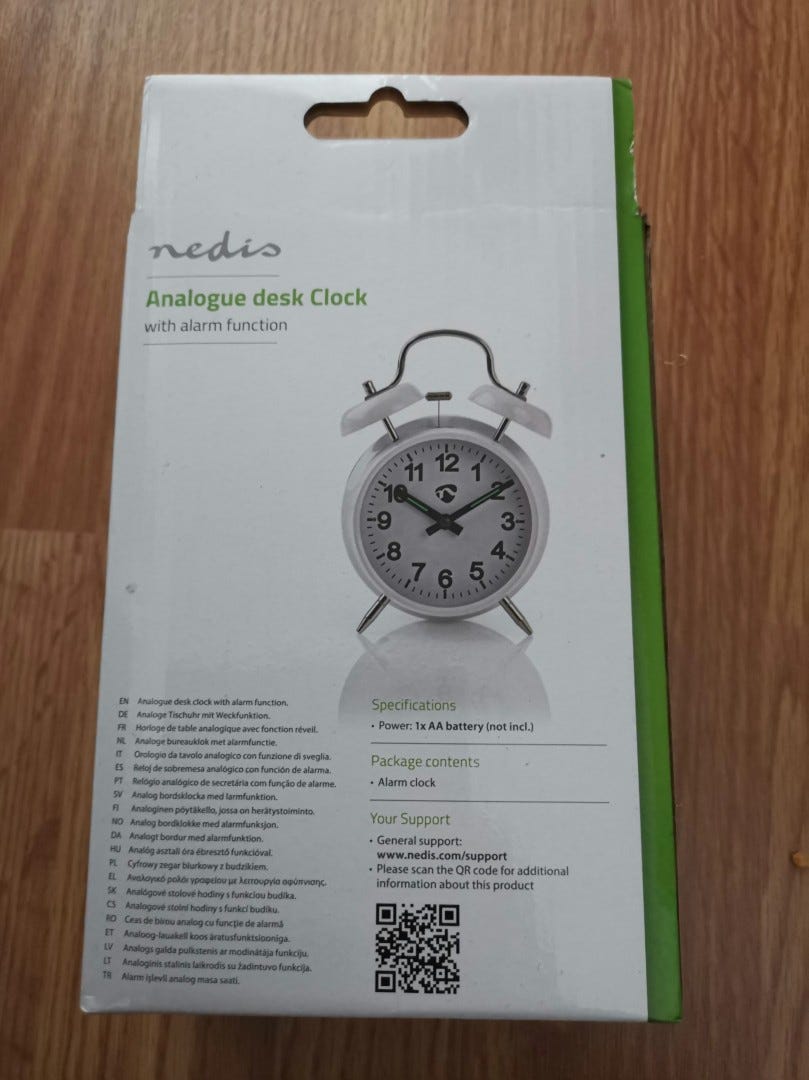 nedis
Analogue desk Clock
with alarm function
11 12 1
10 2
9 3
8 4
7 6 5
EN Analogue desk clock with alarm function.
DE Analoge Tischuhr mit Weckfunktion.
FR Horloge de table analogique avec fonction réveil.
NL Analoge bureauklok met alarmfunctie.
IT Orologio da tavolo analogico con funzione di sveglia.
ES Reloj de sobremesa analógico con función de alarma.
PT Relógio analógico de secretária com função de alarme.
SV Analog bordsklocka med larmfunktion.
FI Analoginen pöytäkello, jossa on herätystoiminto.
NO Analog bordklokke med alarmfunksjon.
DA Analogt bordur med alarmfunktion.
HU Analóg asztali óra ébresztő funkcióval.
PL Cyfrowy zegar biurkowy z budzikiem.
EL Αναλογικό ρολόι γραφείου με λειτουργία αφύπνισης.
SK Analógové stolové hodiny s funkciou budíka.
CS Analogové stolní hodiny s funkcí budíku.
RO Ceas de birou analog cu funcție de alarmă
ET Analoog-lauakell koos äratusfunktsiooniga.
LV Analogs galda pulkstenis ar modinātāja funkciju.
LT Analoginis stalinis laikrodis su žadintuvo funkcija.
TR Alarm işlevli analog masa saati.
Specifications
• Power: 1x AA battery (not incl.)
Package contents
• Alarm clock
Your Support
• General support:
www.nedis.com/support
• Please scan the QR code for additional
information about this product